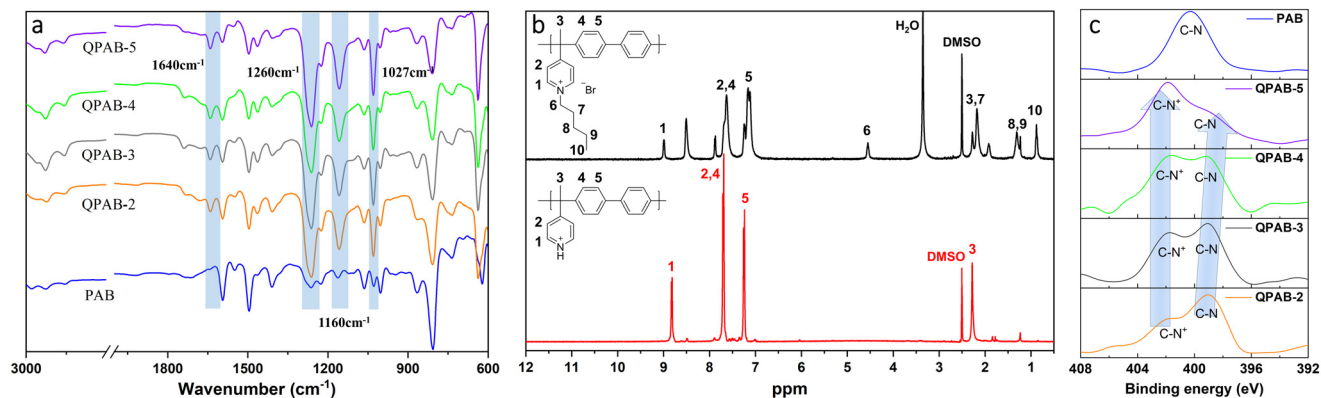 a
QPAB-5
1640cm⁻¹
1260cm⁻¹
1027cm⁻¹
QPAB-4
QPAB-3
QPAB-2
PAB
1160cm⁻¹
3000 1800 1500 1200 900 600
Wavenumber (cm⁻¹)
b
3 4 5
2
1
N⁺
⁻Br
6
7
8
9
10
H₂O
DMSO
1
2,4
5
6
3,7
8,9
10
3 4 5
2
1
N⁺
H
2,4
5
1
DMSO
3
12 11 10 9 8 7 6 5 4 3 2 1
ppm
c
PAB
C-N
QPAB-5
C-N⁺
C-N
QPAB-4
C-N⁺
C-N
QPAB-3
C-N⁺
C-N
QPAB-2
C-N⁺
C-N
408 404 400 396 392
Binding energy (eV)